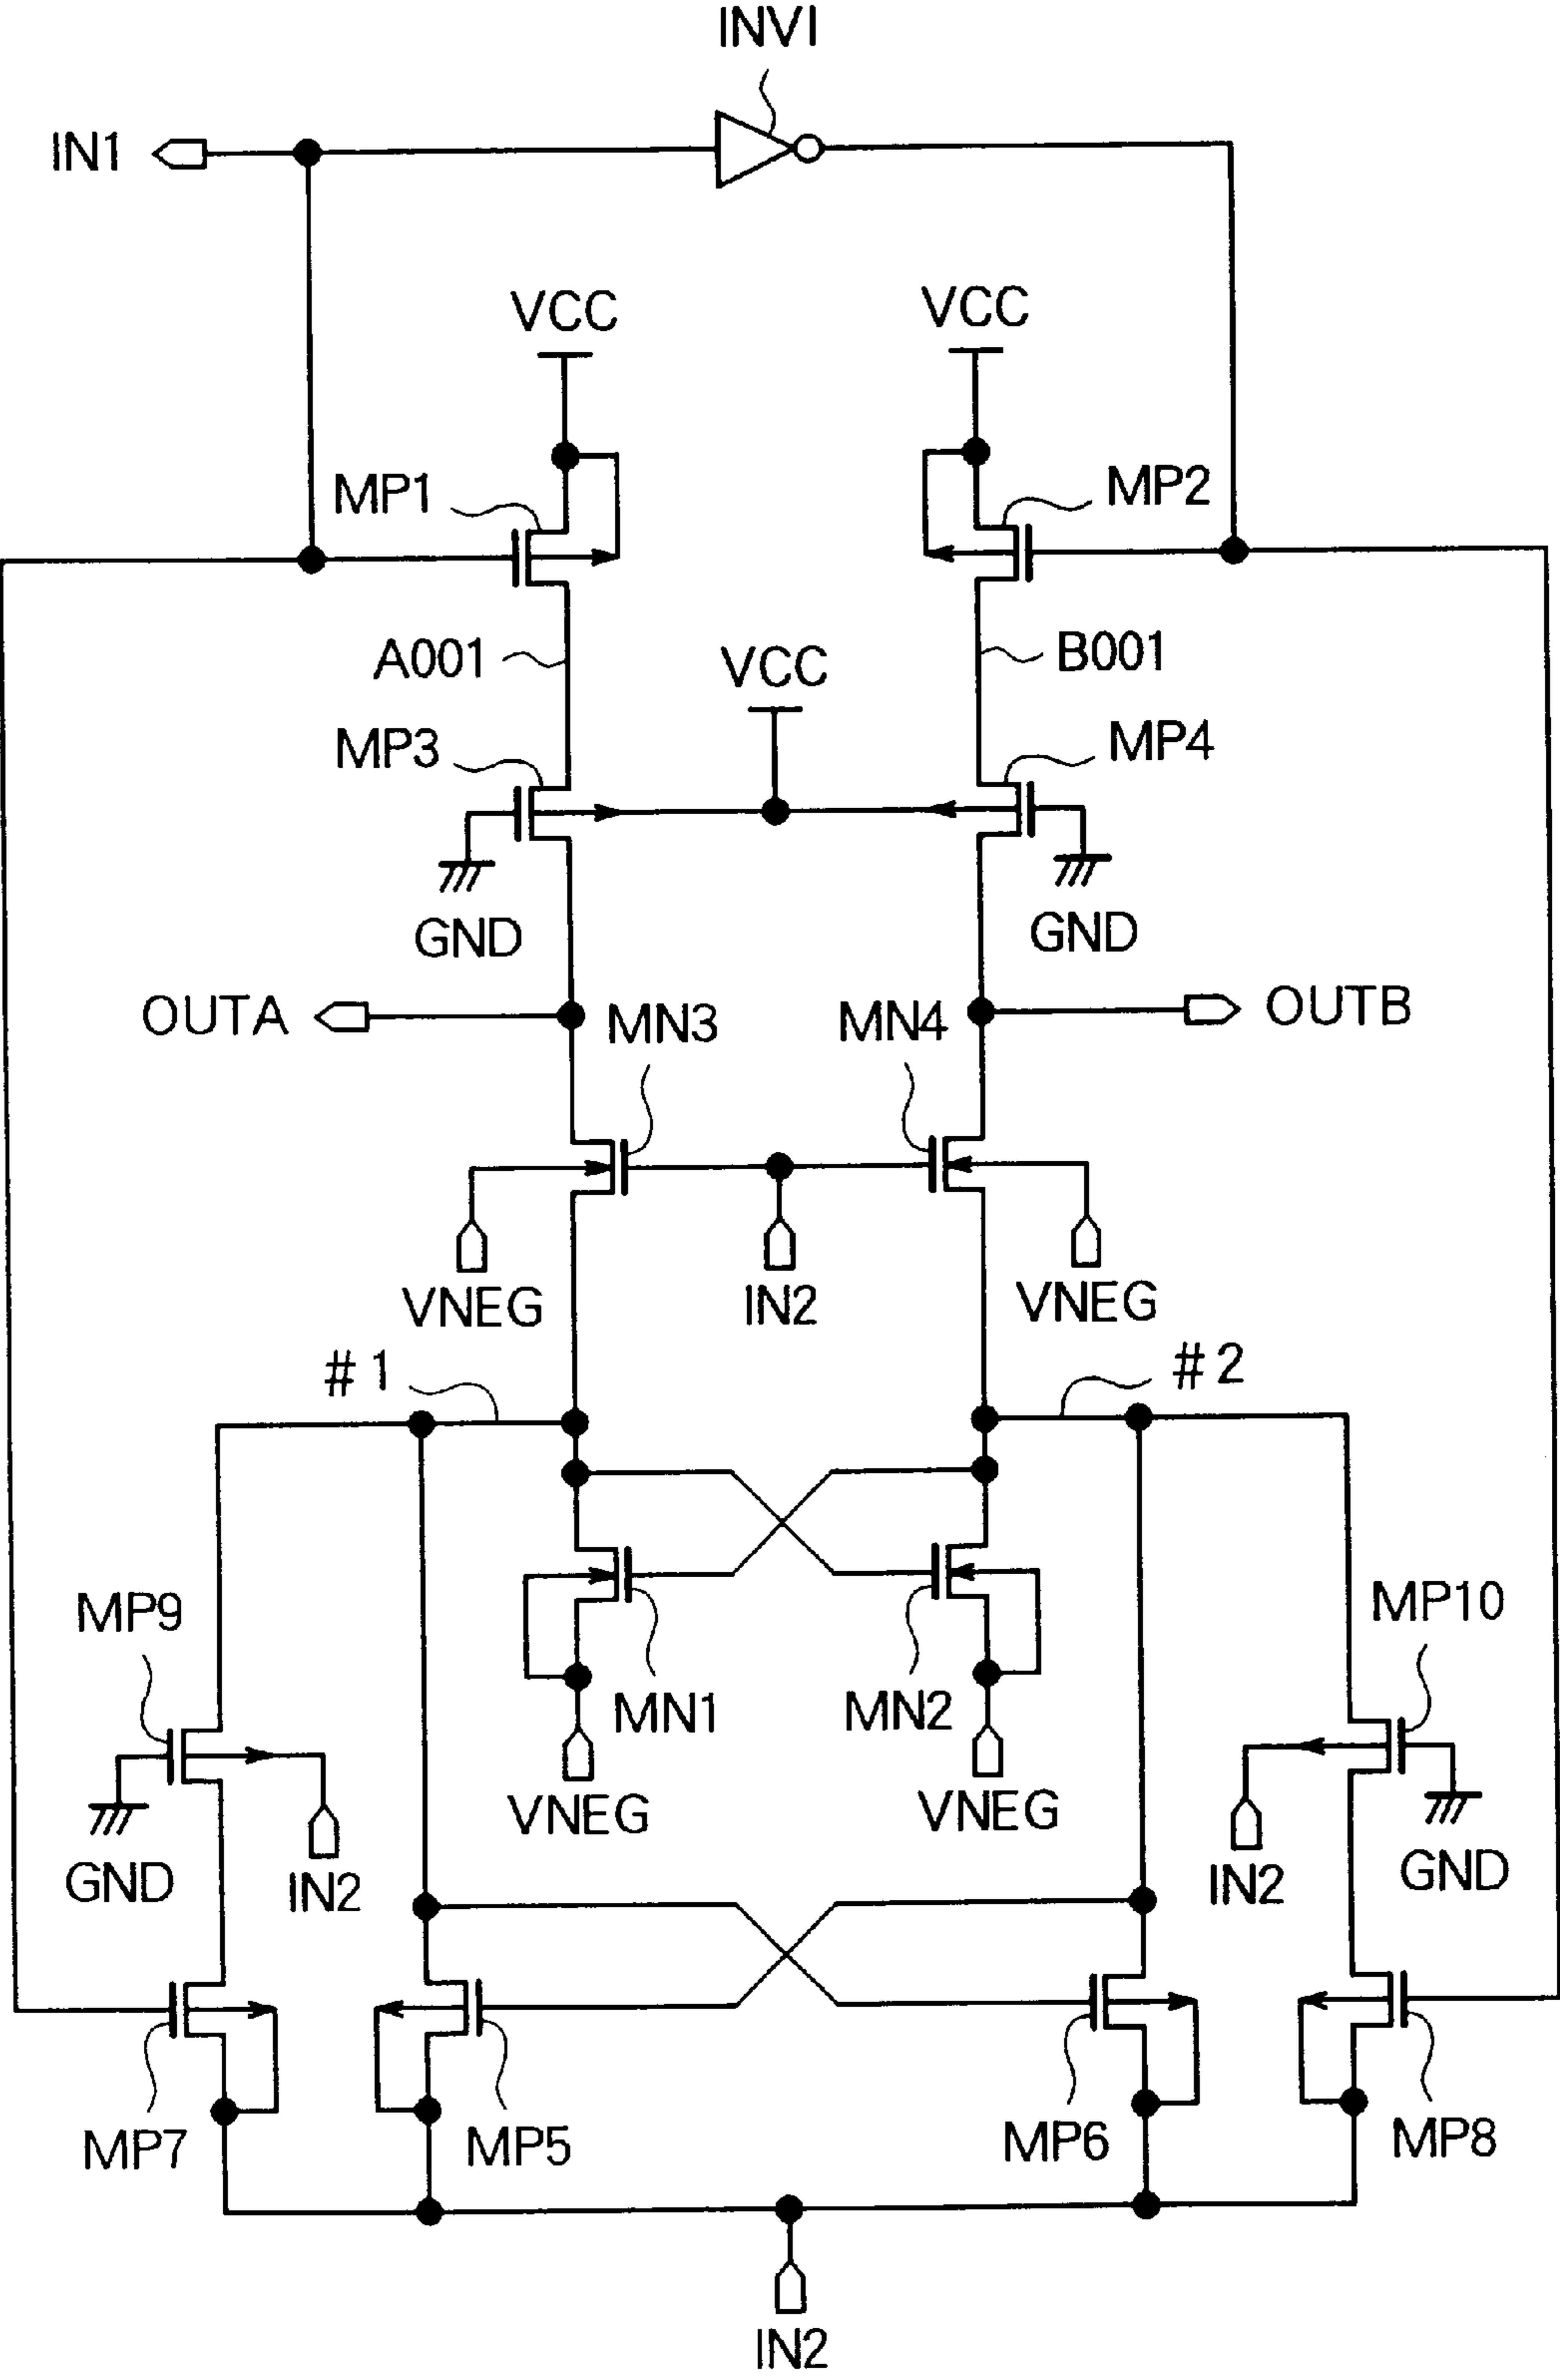 INVI
IN1
VCC
VCC
MP1
MP2
A001
VCC
B001
MP3
MP4
GND
GND
OUTA
MN3
MN4
OUTB
VNEG
IN2
VNEG
#1
#2
MP9
MN1
MN2
MP10
VNEG
VNEG
GND
IN2
IN2
GND
MP7
MP5
MP6
MP8
IN2